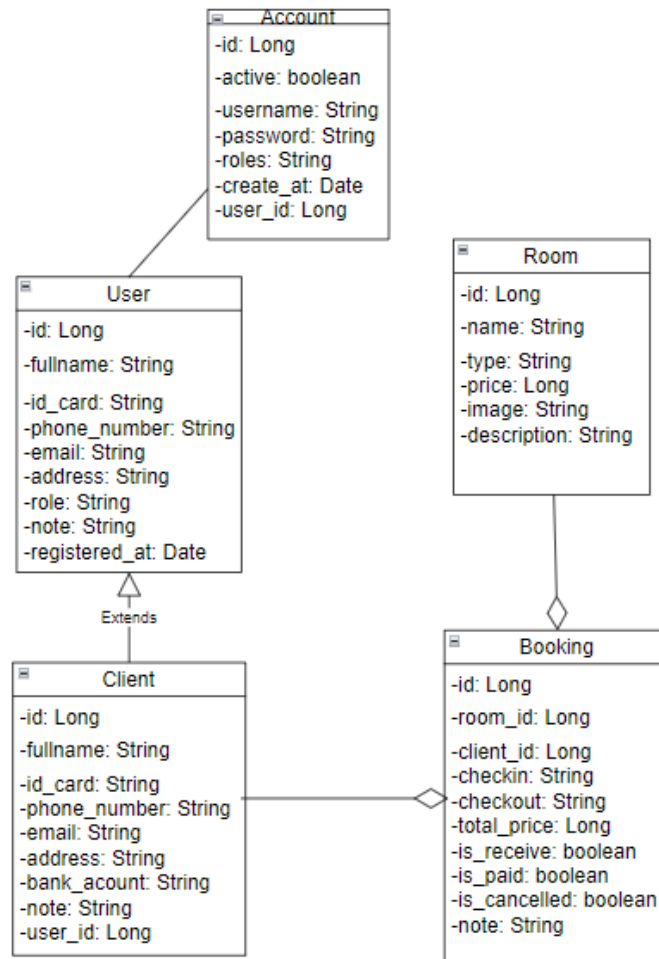 Account
-id: Long
-active: boolean
-username: String
-password: String
-roles: String
-create_at: Date
-user_id: Long
User
-id: Long
-fullname: String
-id_card: String
-phone_number: String
-email: String
-address: String
-role: String
-note: String
-registered_at: Date
Room
-id: Long
-name: String
-type: String
-price: Long
-image: String
-description: String
Extends
Client
-id: Long
-fullname: String
-id_card: String
-phone_number: String
-email: String
-address: String
-bank_acount: String
-note: String
-user_id: Long
Booking
-id: Long
-room_id: Long
-client_id: Long
-checkin: String
-checkout: String
-total_price: Long
-is_receive: boolean
-is_paid: boolean
-is_cancelled: boolean
-note: String